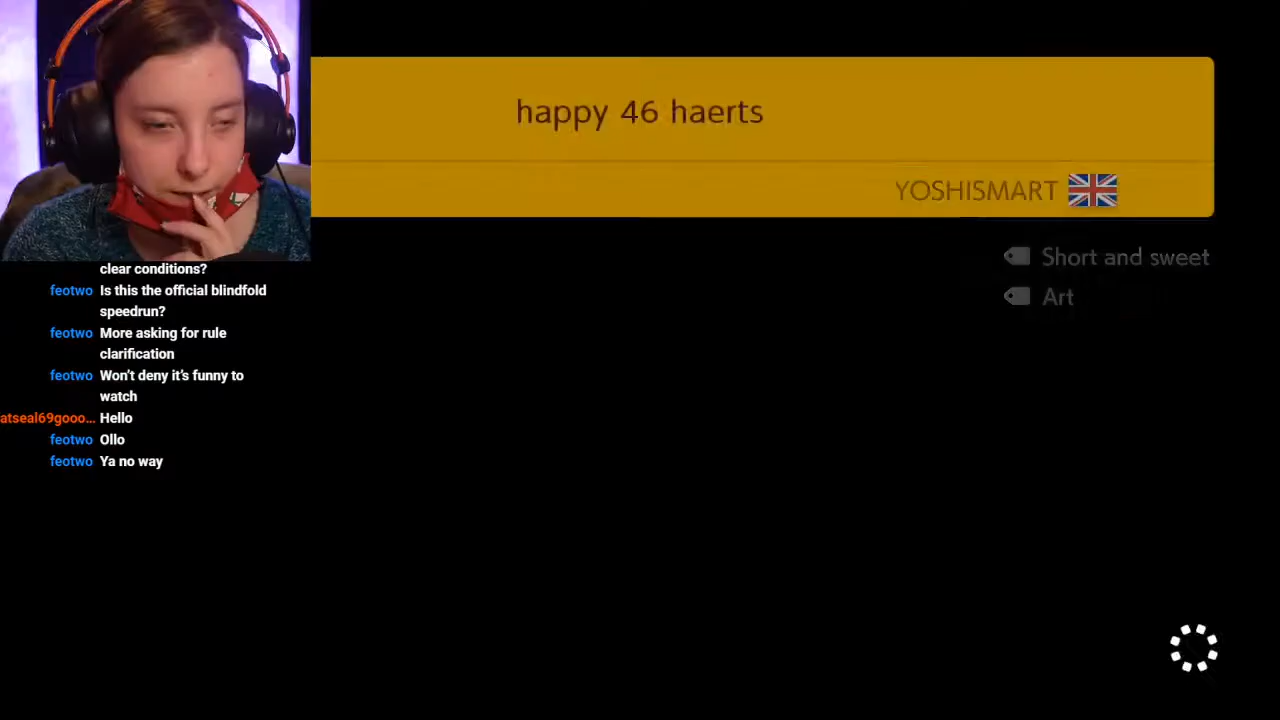 happy 46 haerts
YOSHISMART
Short and sweet
Art
clear conditions?
feotwo Is this the official blindfold
speedrun?
feotwo More asking for rule
clarification
feotwo Won't deny it's funny to
watch
atseal69gooo… Hello
feotwo Ollo
feotwo Ya no way